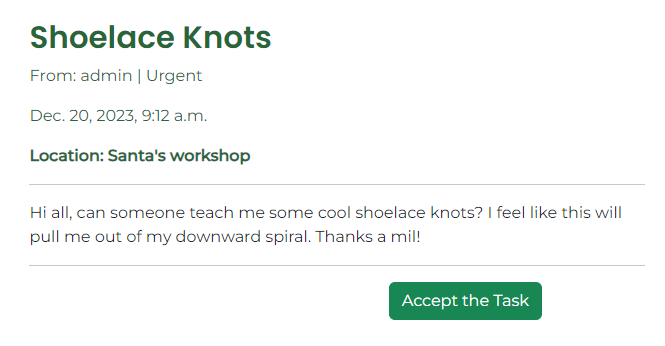 Shoelace Knots
From: admin | Urgent
Dec. 20, 2023, 9:12 a.m.
Location: Santa's workshop
Hi all, can someone teach me some cool shoelace knots? I feel like this will
pull me out of my downward spiral. Thanks a mil!
Accept the Task